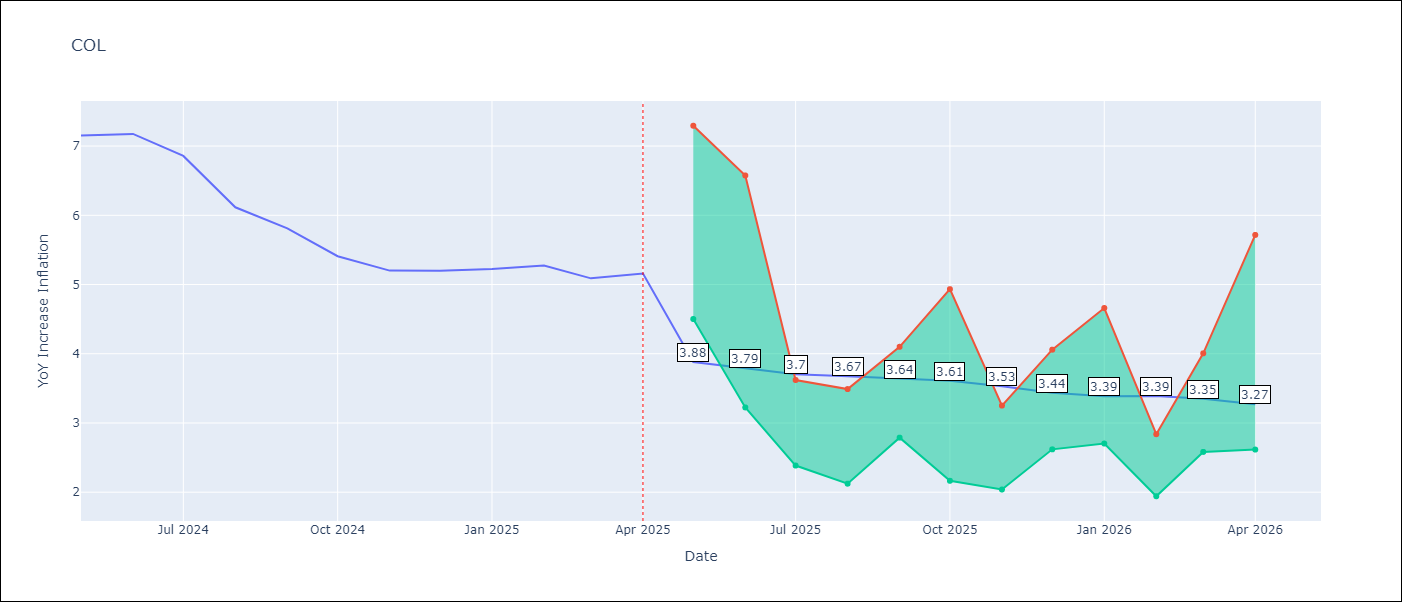 COL
YoY Increase Inflation
7
6
5
4
3
2
3.88
3.79
3.7
3.67
3.64
3.61
3.53
3.44
3.39
3.39
3.35
3.27
Jul 2024
Oct 2024
Jan 2025
Apr 2025
Jul 2025
Oct 2025
Jan 2026
Apr 2026
Date